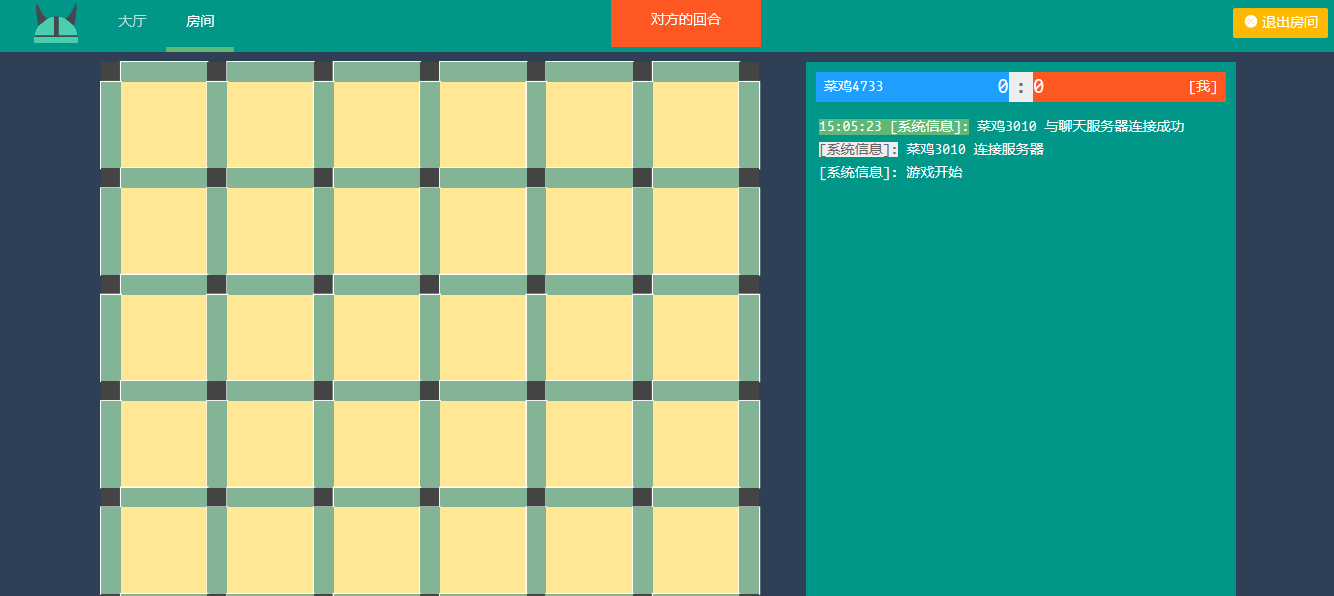 大厅 房间 对方的回合 退出房间
菜鸡4733 0 : 0 [我]
15:05:23 [系统信息]: 菜鸡3010 与聊天服务器连接成功
[系统信息]: 菜鸡3010 连接服务器
[系统信息]: 游戏开始